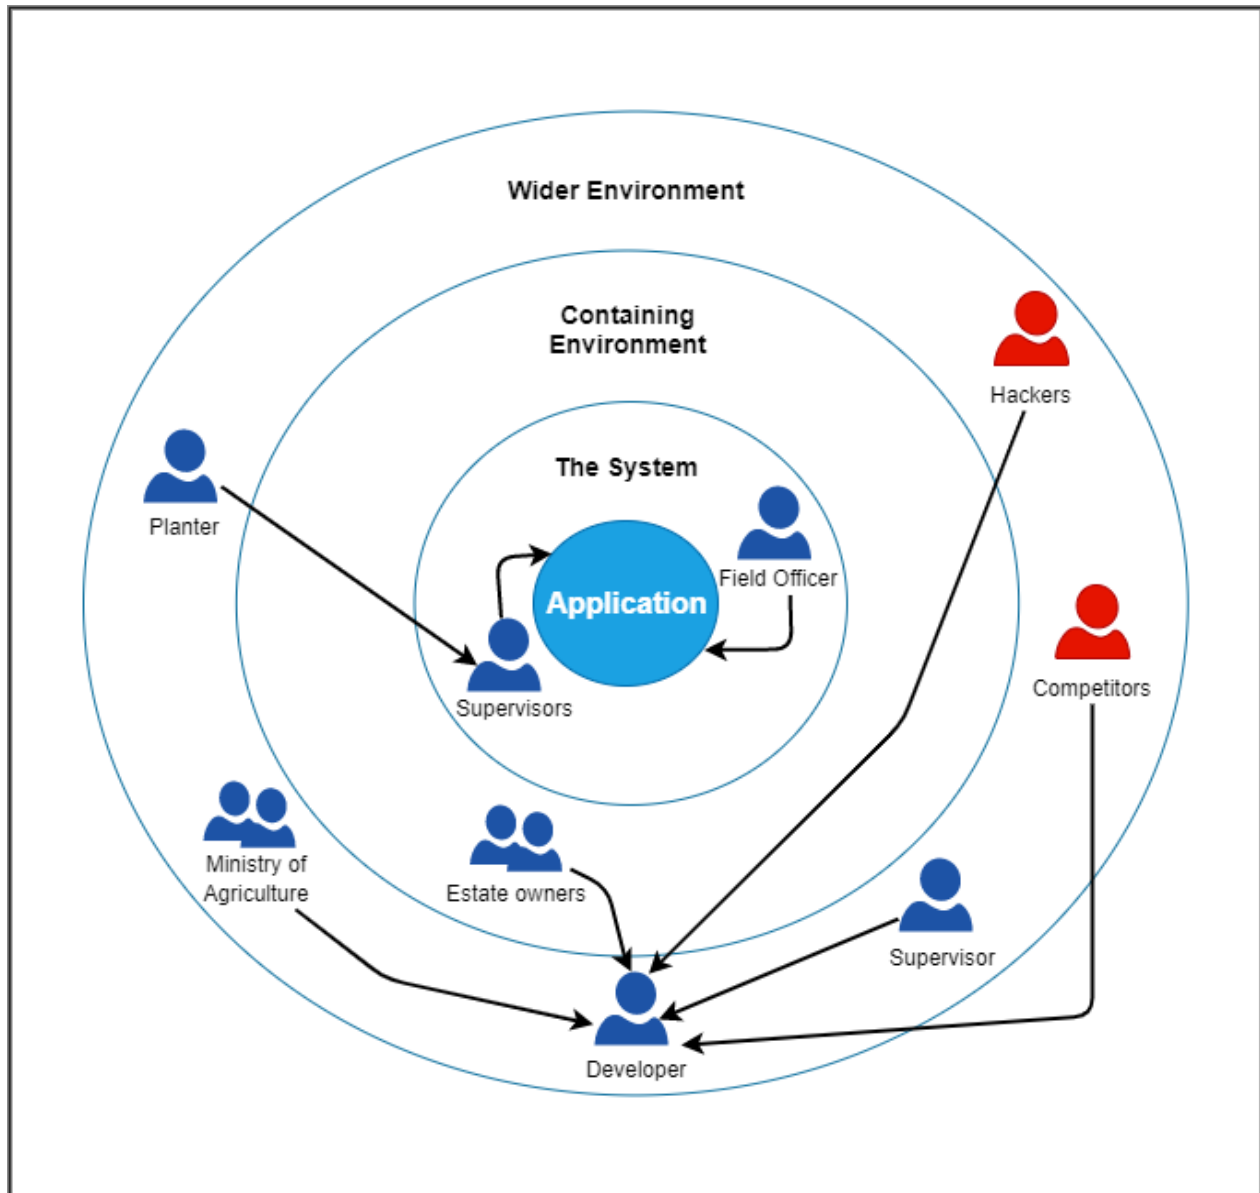 Wider Environment
Containing
Environment
Hackers
The System
Planter
Field Officer
Application
Competitors
Supervisors
Ministry of
Agriculture
Estate owners
Supervisor
Developer